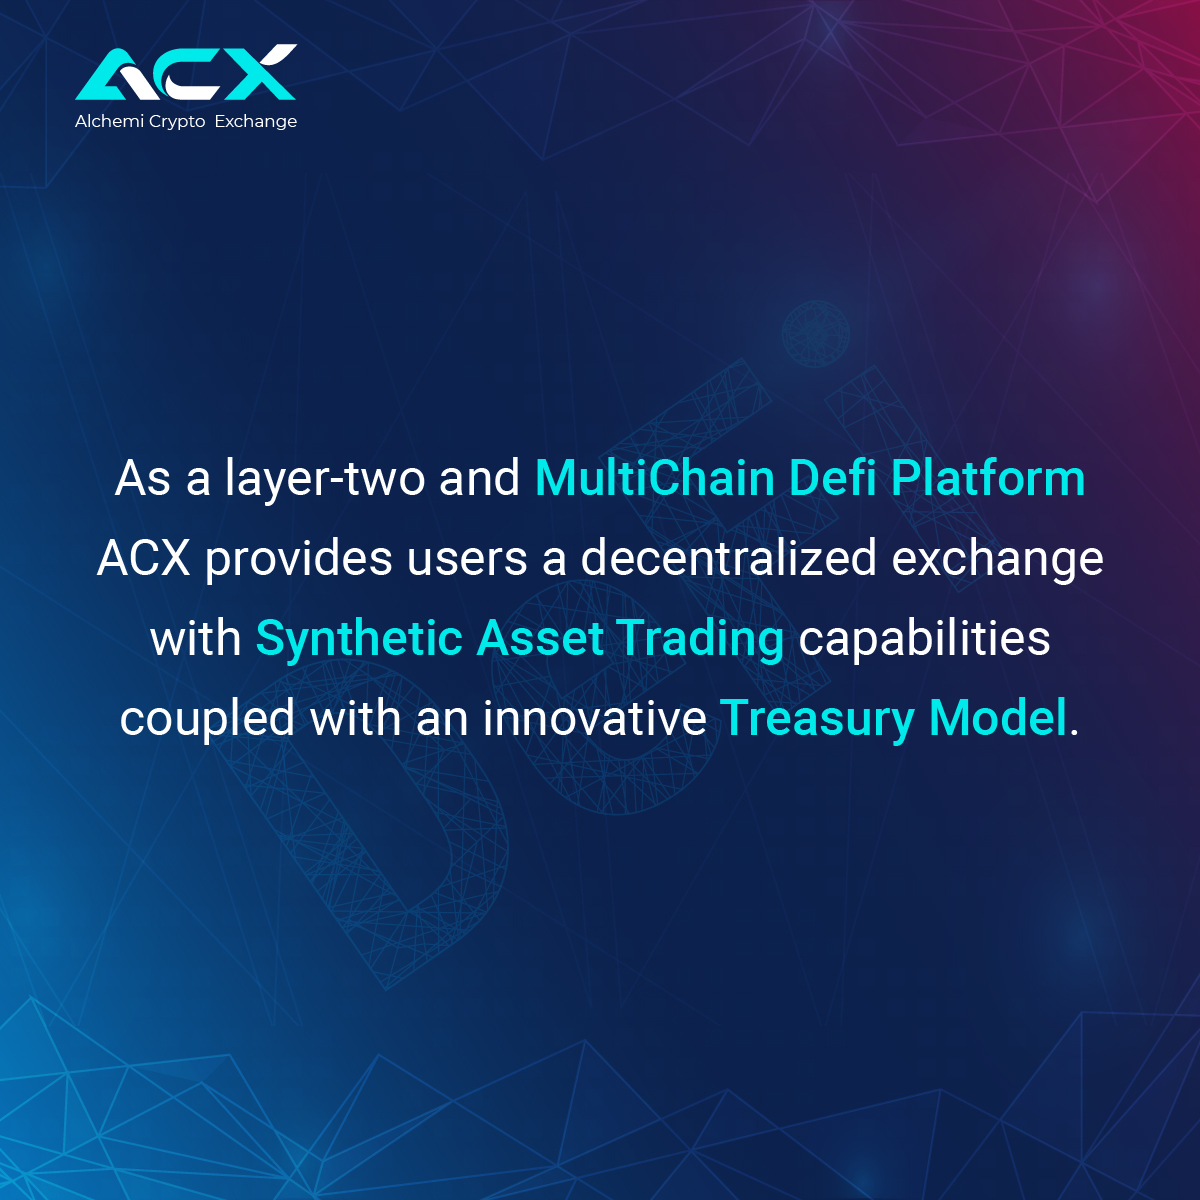 ACX
Alchemi Crypto Exchange
As a layer-two and MultiChain Defi Platform
ACX provides users a decentralized exchange
with Synthetic Asset Trading capabilities
coupled with an innovative Treasury Model.
DeFi